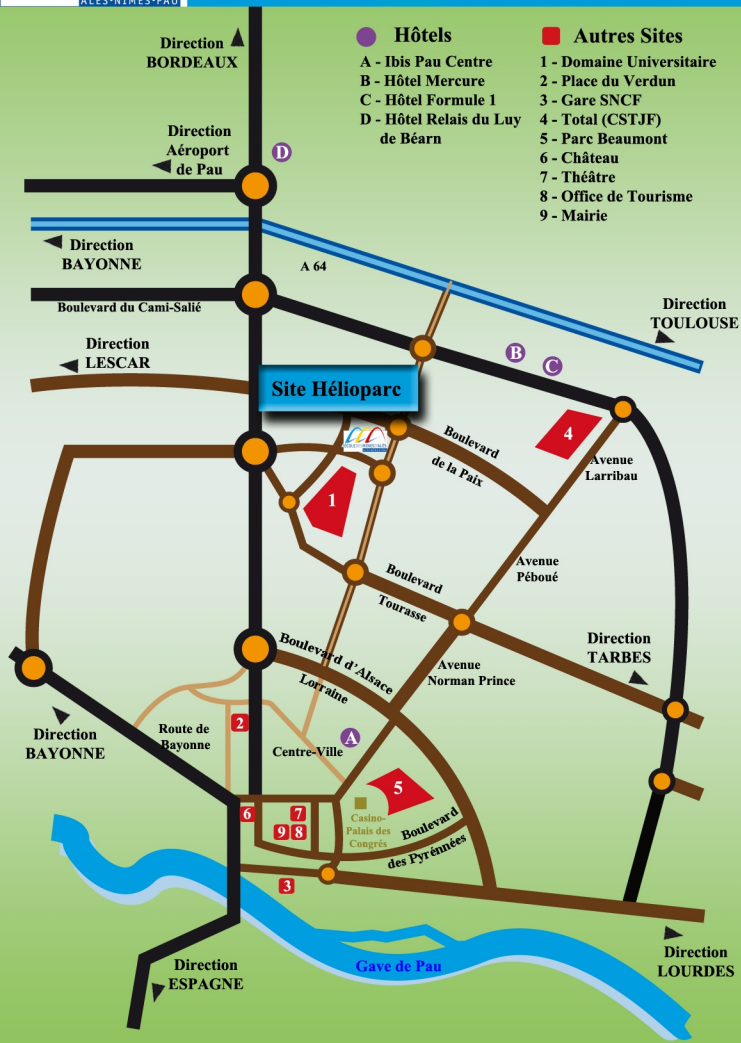 ALES-NIMES-PAU
Hôtels
A - Ibis Pau Centre
B - Hôtel Mercure
C - Hôtel Formule 1
D - Hôtel Relais du Luy
de Béarn
Autres Sites
1 - Domaine Universitaire
2 - Place du Verdun
3 - Gare SNCF
4 - Total (CSTJF)
5 - Parc Beaumont
6 - Château
7 - Théâtre
8 - Office de Tourisme
9 - Mairie
Direction
BORDEAUX
Direction
Aéroport
de Pau
D
Direction
BAYONNE
A 64
Boulevard du Cami-Salié
Direction
TOULOUSE
Direction
LESCAR
B
C
Site Hélioparc
4
Boulevard
de la Paix
Avenue
Larribau
1
Avenue
Péboué
Boulevard
Tourasse
Direction
TARBES
Boulevard d'Alsace
Lorraine
Avenue
Norman Prince
Direction
BAYONNE
Route de
Bayonne
2
Centre-Ville
A
5
6
7
9 8
Casino-
Palais des
Congrés
Boulevard
des Pyrénnées
3
Gave de Pau
Direction
ESPAGNE
Direction
LOURDES